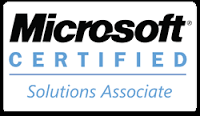 Microsoft®
CERTIFIED
Solutions Associate